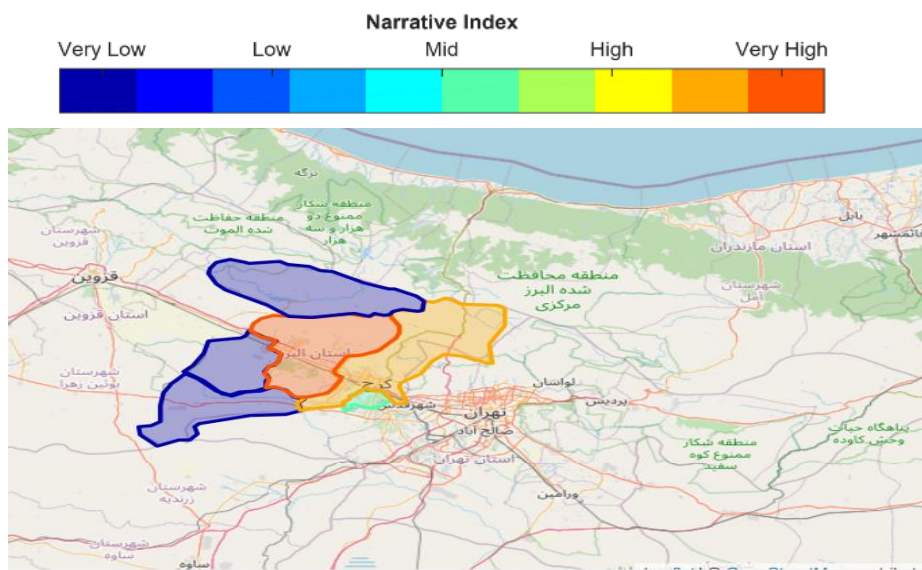 Narrative Index
Very Low
Low
Mid
High
Very High
برگه
منطقه شکار
ممنوع دو
هزار و سه
هزار
منطقه حفاظت
شده الموت
شهرستان
قزوین
قزوین
استان قزوین
شهرستان
بوئین زهرا
استان البرز
کرج
شهرقدس
منطقه محافظت
شده البرز
مرکزی
استان مازندران
بابل
قائمشهر
شهرستان
آمل
لواسان
پردیس
تهران
صالح آباد
استان تهران
منطقه شکار
ممنوع کوه
سفید
پناهگاه حیات
وحش کاوده
ورامین
شهرستان
زرندیه
شهرستان
ساوه
ساوه